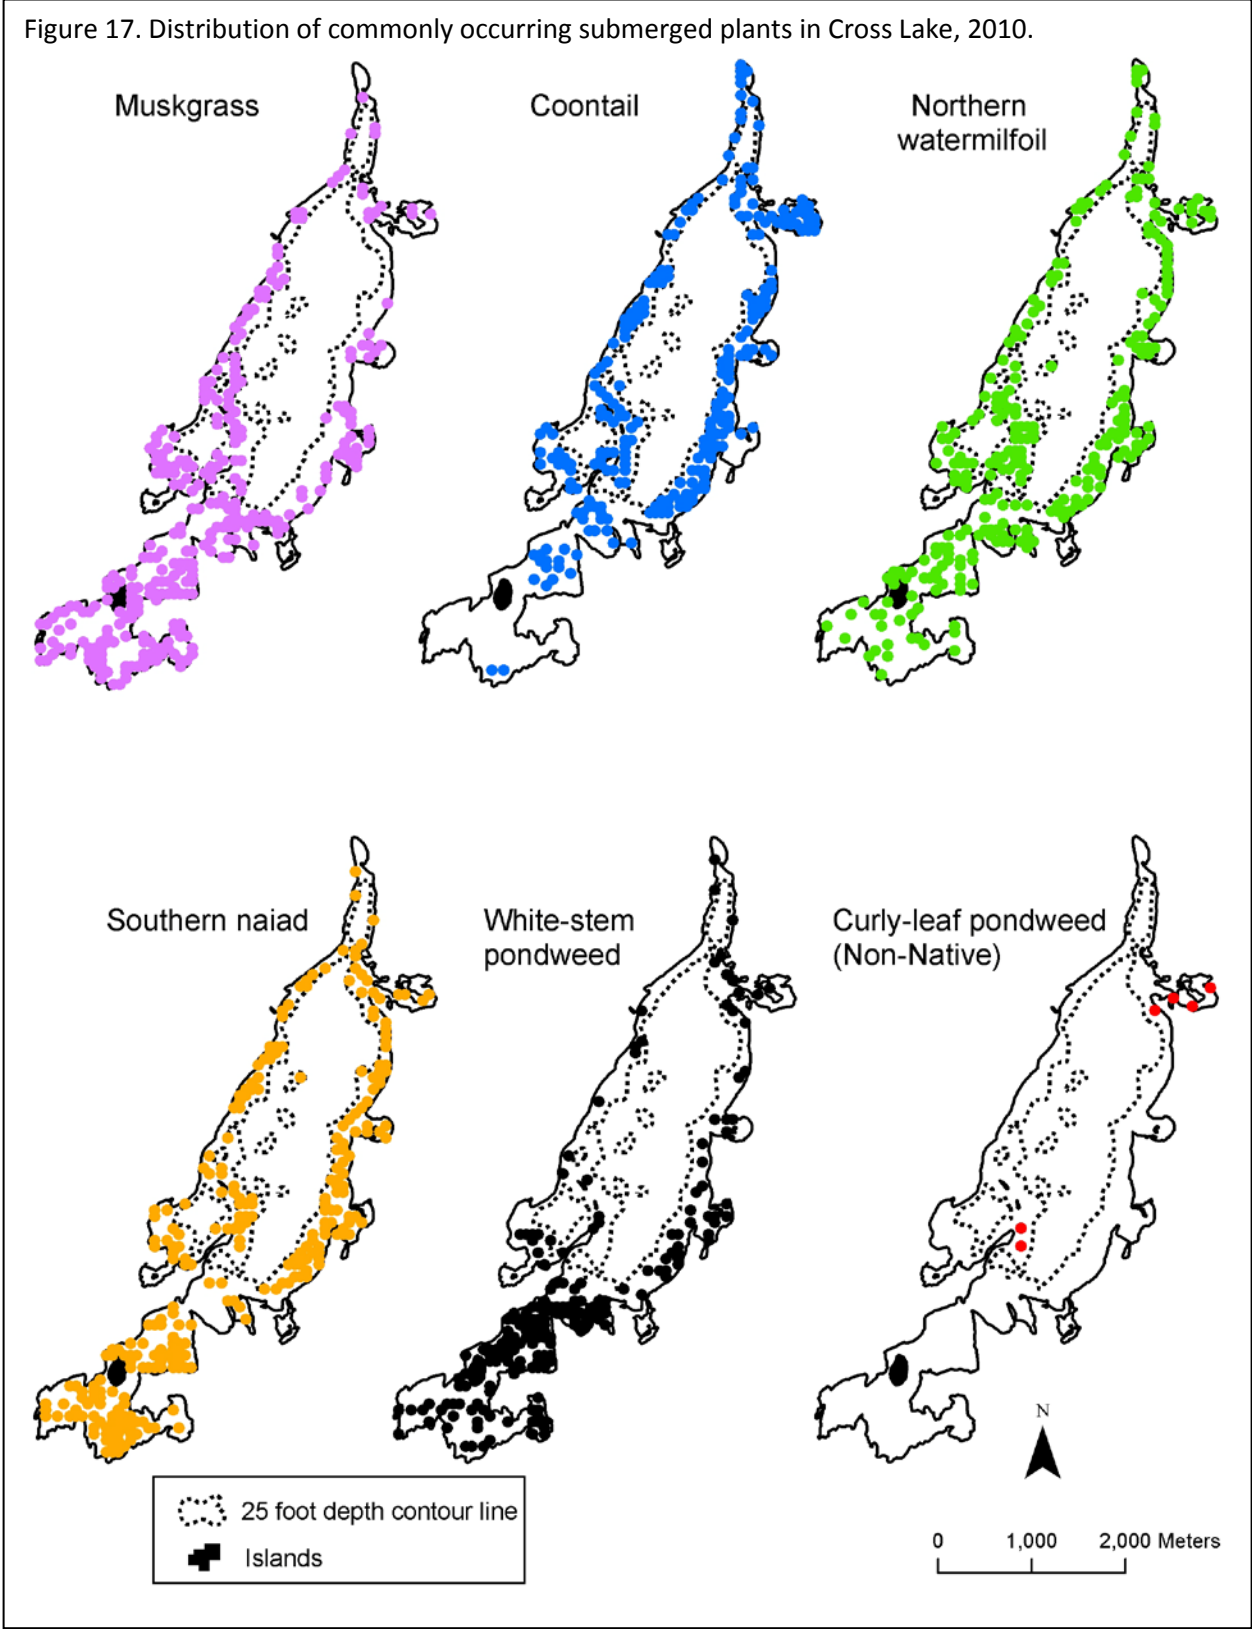 Figure 17. Distribution of commonly occurring submerged plants in Cross Lake, 2010.
Muskgrass
Coontail
Northern
watermilfoil
Southern naiad
White-stem
pondweed
Curly-leaf pondweed
(Non-Native)
N
25 foot depth contour line
Islands
0 1,000 2,000 Meters